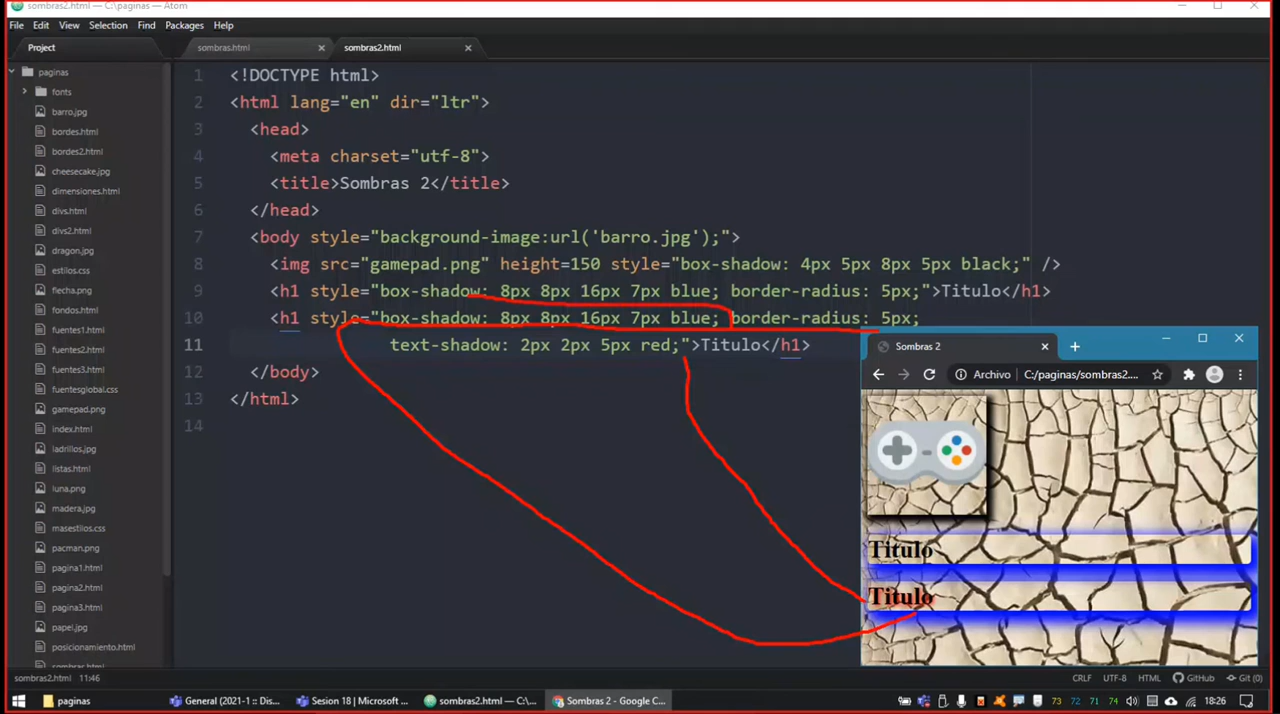 sombras2.html — C:\paginas — Atom
File Edit View Selection Find Packages Help
Project
sombras.html
sombras2.html
paginas
fonts
barro.jpg
bordes.html
bordes2.html
cheesecake.jpg
dimensiones.html
divs.html
divs2.html
dragon.jpg
estilos.css
flecha.jpg
fondos.html
fuentes1.html
fuentes2.html
fuentes3.html
fuentesglobal.css
gamepad.png
index.html
ladrillos.jpg
listas.html
luna.png
madera.jpg
masestilos.css
pacman.png
pagina1.html
pagina2.html
pagina3.html
papel.jpg
posicionamiento.html
sombras.html
1 <!DOCTYPE html>
2 <html lang="en" dir="ltr">
3 <head>
4 <meta charset="utf-8">
5 <title>Sombras 2</title>
6 </head>
7 <body style="background-image:url('barro.jpg');">
8 <img src="gamepad.png" height=150 style="box-shadow: 4px 5px 8px 5px black;" />
9 <h1 style="box-shadow: 8px 8px 16px 7px blue; border-radius: 5px;">Titulo</h1>
10 <h1 style="box-shadow: 8px 8px 16px 7px blue; border-radius: 5px;
11 text-shadow: 2px 2px 5px red;">Titulo</h1>
12 </body>
13 </html>
14
Sombras 2
Archivo C:/paginas/sombras2....
Titulo
Titulo
sombras2.html 11:46
CRLF UTF-8 HTML GitHub Git (0)
paginas
General (2021-1 :: Dis...
Sesion 18 | Microsoft ...
sombras2.html — C:\...
Sombras 2 - Google C...
73 72 71 74
18:26